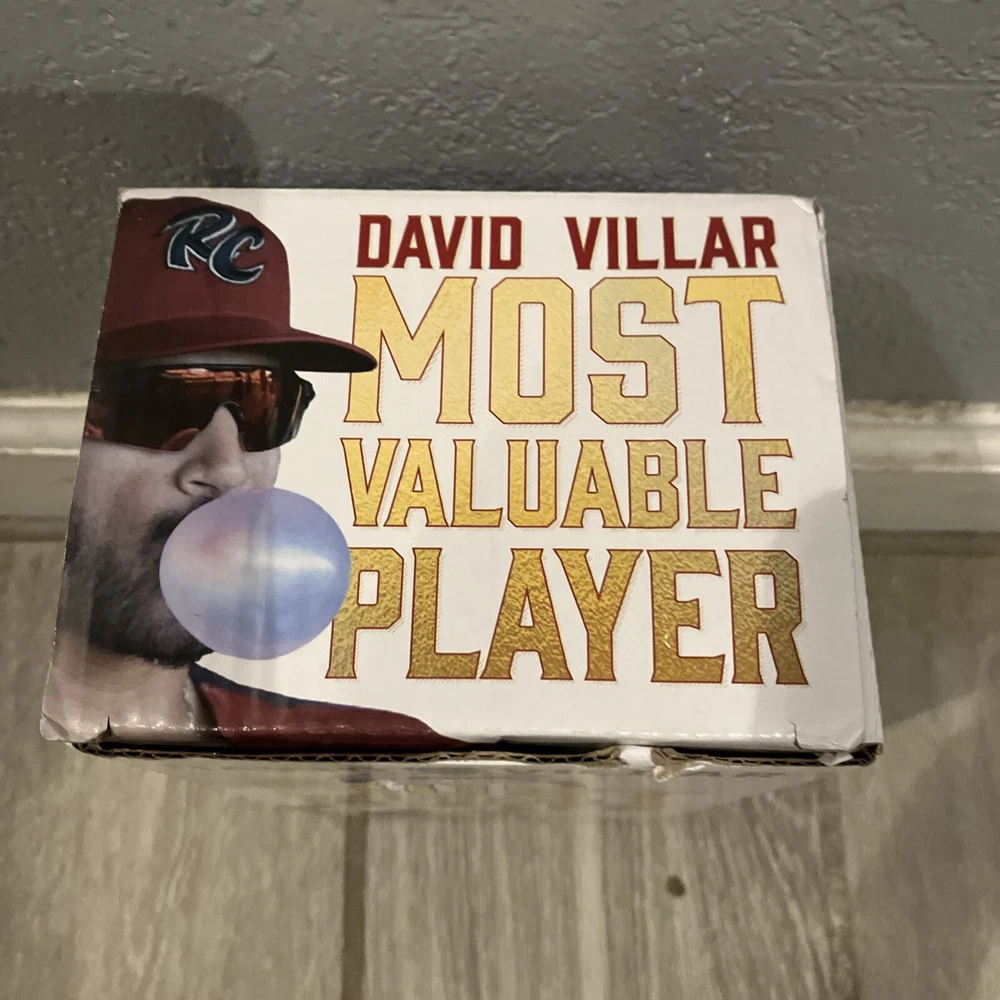 RC
DAVID VILLAR
MOST
VALUABLE
PLAYER